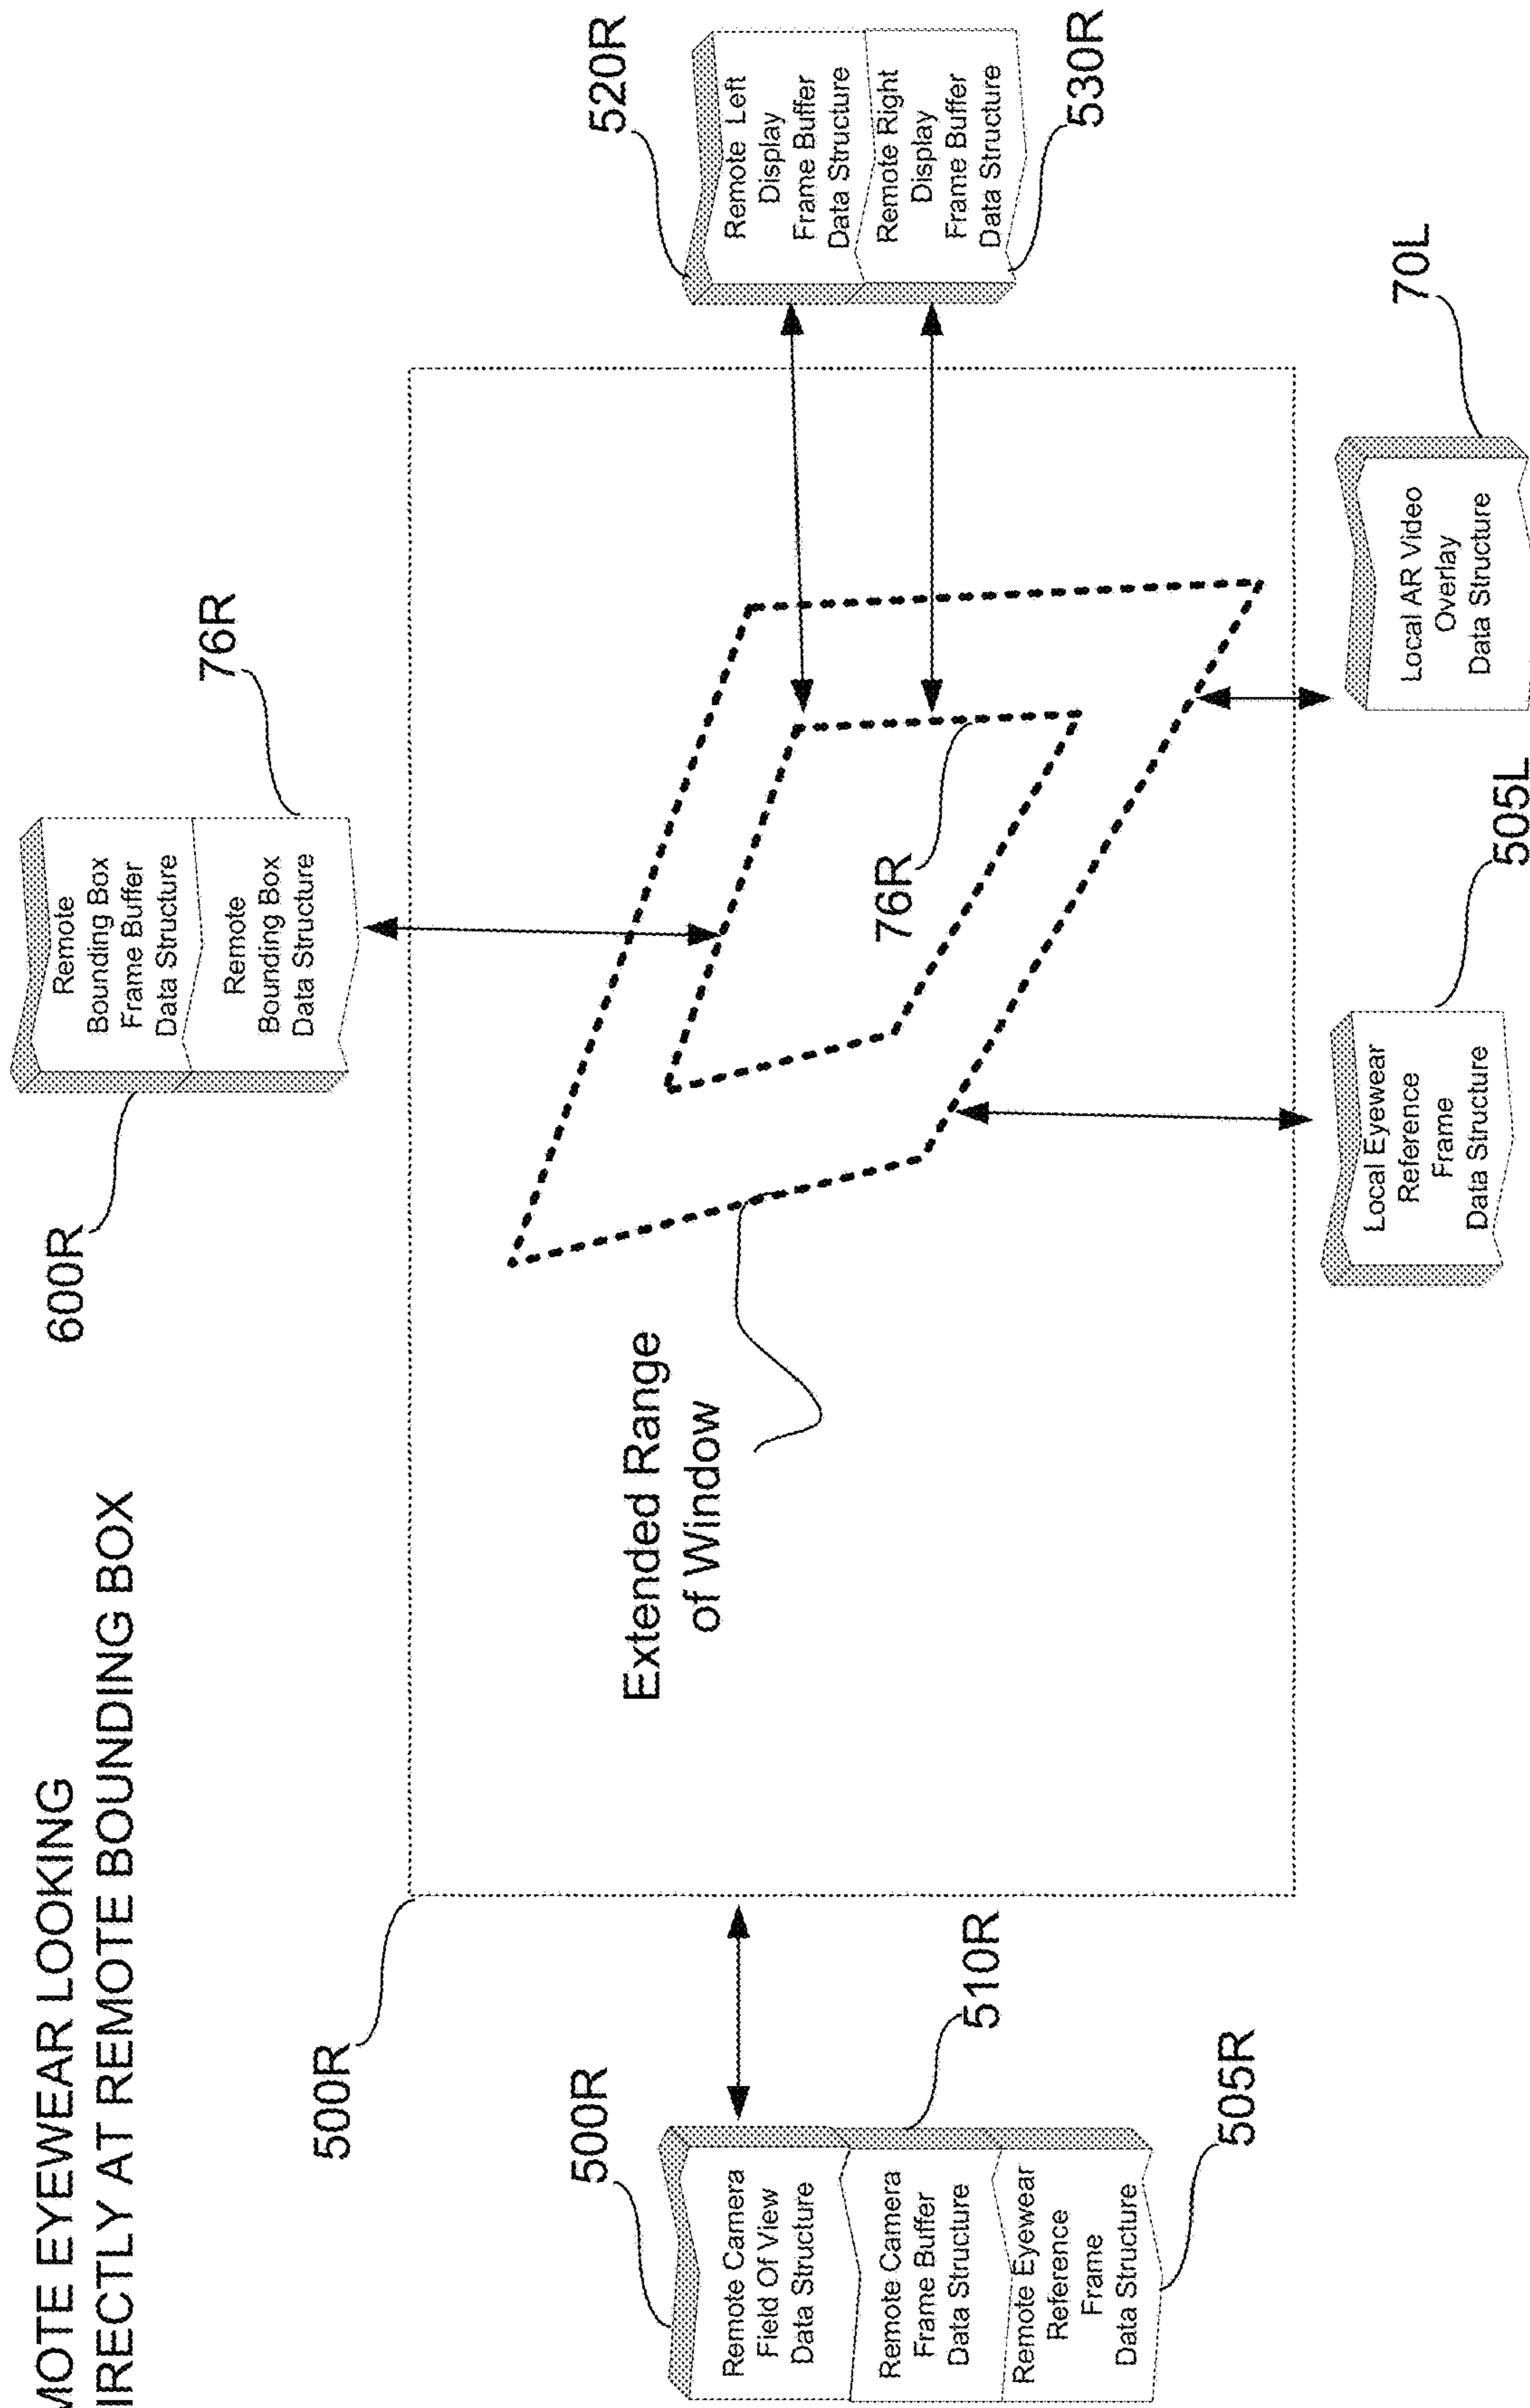 MOTE EYEWEAR LOOKING
IRECTLY AT REMOTE BOUNDING BOX
600R
Remote
Bounding Box
Frame Buffer
Data Structure
Remote
Bounding Box
Data Structure
76R
500R
500R
Remote Camera
Field Of View
Data Structure
Remote Camera
Frame Buffer
Data Structure
510R
Remote Eyewear
Reference
Frame
Data Structure
505R
Extended Range
of Window
76R
520R
Remote Left
Display
Frame Buffer
Data Structure
Remote Right
Display
Frame Buffer
Data Structure
530R
Local Eyewear
Reference
Frame
Data Structure
505L
Local AR Video
Overlay
Data Structure
70L